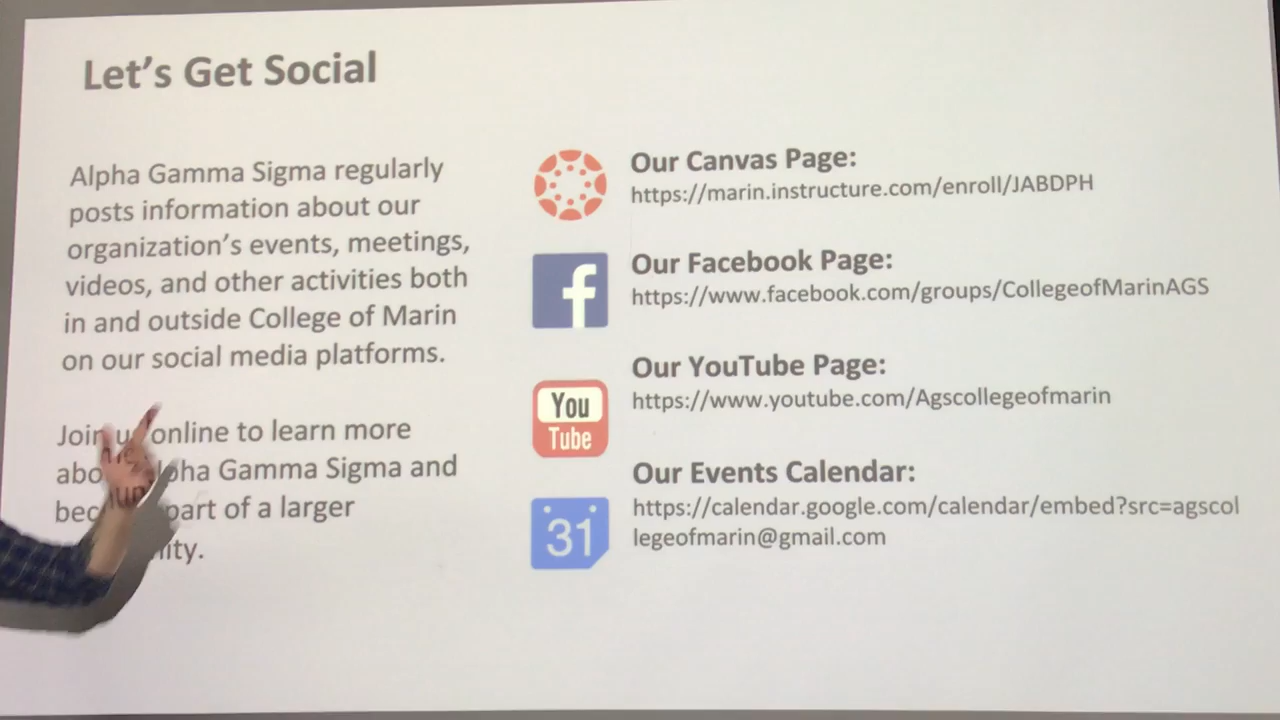 Let's Get Social
Alpha Gamma Sigma regularly
posts information about our
organization's events, meetings,
videos, and other activities both
in and outside College of Marin
on our social media platforms.
Join us online to learn more
Alpha Gamma Sigma and
part of a larger
Our Canvas Page:
https://marin.instructure.com/enroll/JABDPH
Our Facebook Page:
https://www.facebook.com/groups/CollegeofMarinAGS
You
Tube
Our YouTube Page:
https://www.youtube.com/Agscollegeofmarin
31
Our Events Calendar:
https://calendar.google.com/calendar/embed?src=agscol
legeofmarin@gmail.com